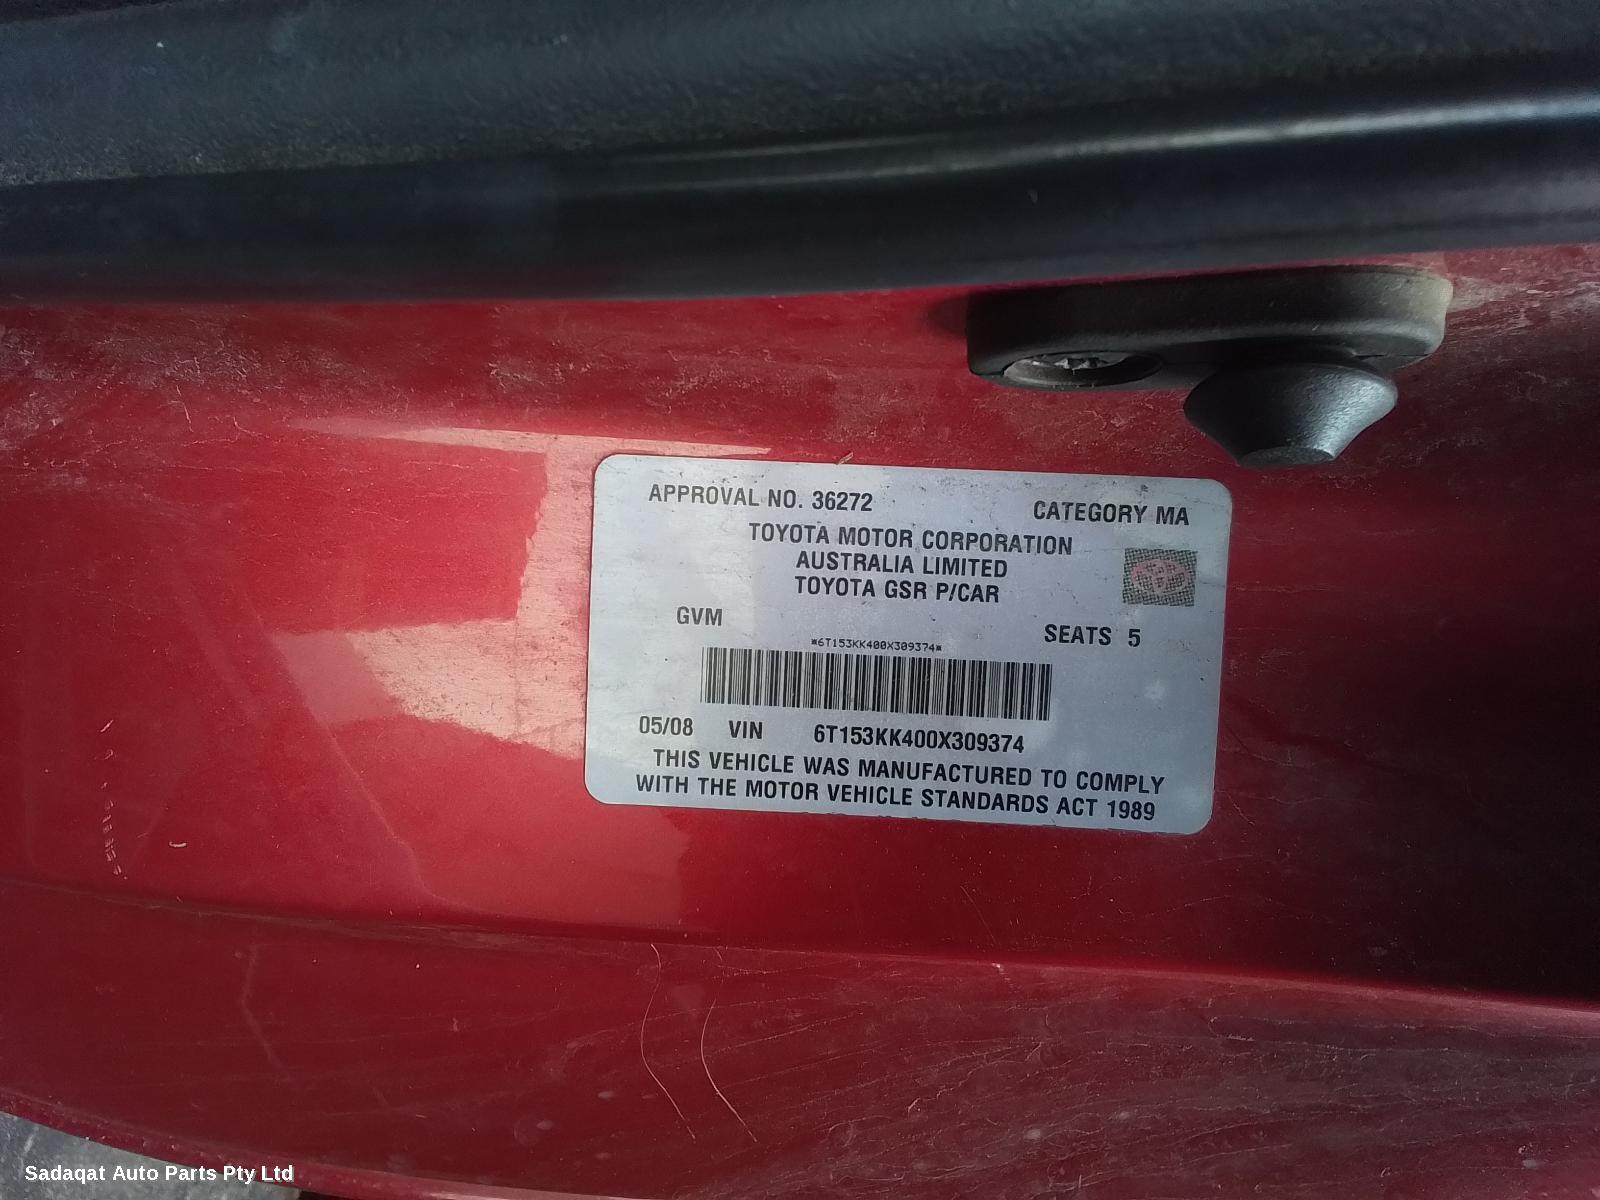 APPROVAL NO. 36272 CATEGORY MA
TOYOTA MOTOR CORPORATION
AUSTRALIA LIMITED
TOYOTA GSR P/CAR
GVM SEATS 5
*6T153KK400X309374*
05/08 VIN 6T153KK400X309374
THIS VEHICLE WAS MANUFACTURED TO COMPLY
WITH THE MOTOR VEHICLE STANDARDS ACT 1989
Sadaqat Auto Parts Pty Ltd